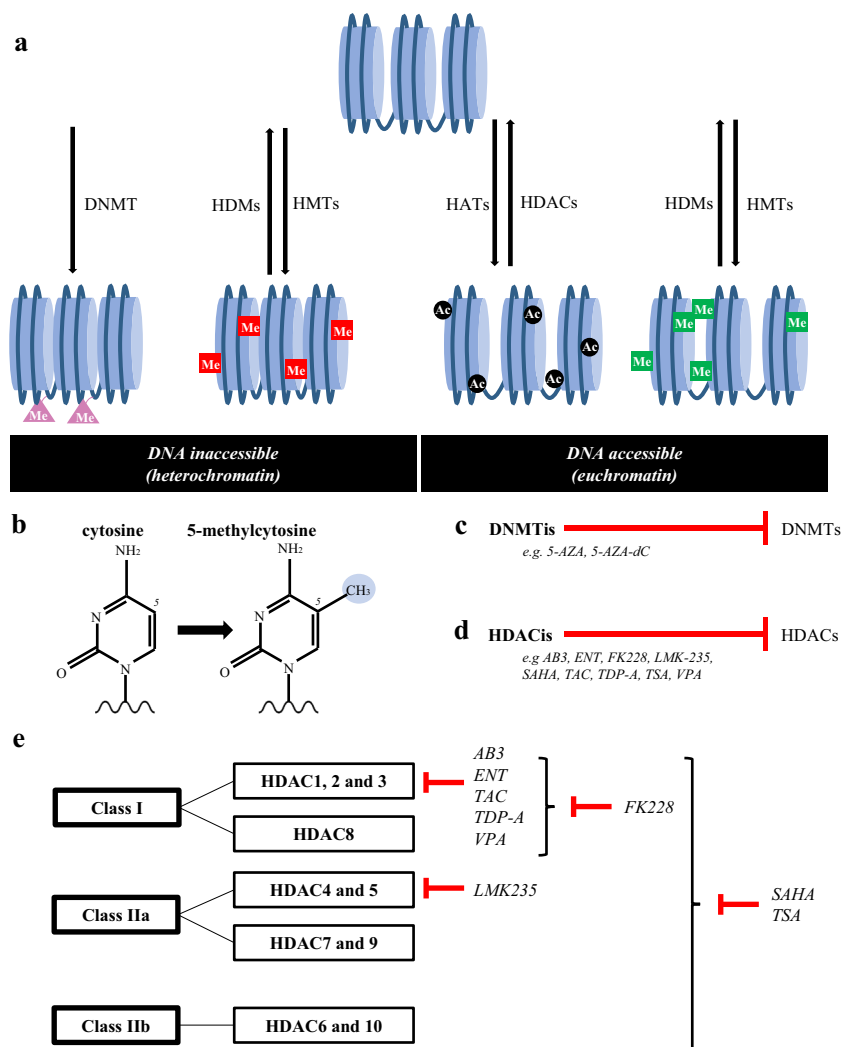 a
DNMT
HDMs
HMTs
HATs
HDACs
HDMs
HMTs
Me
Me
Me
Me
Me
Me
Ac
Ac
Ac
Ac
Ac
Me
Me
Me
Me
Me
DNA inaccessible
(heterochromatin)
DNA accessible
(euchromatin)
b
cytosine
5-methylcytosine
NH₂
5
N
O
N
NH₂
CH₃
5
N
O
N
c
DNMTis
DNMTs
e.g. 5-AZA, 5-AZA-dC
d
HDACis
HDACs
e.g AB3, ENT, FK228, LMK-235,
SAHA, TAC, TDP-A, TSA, VPA
e
Class I
HDAC1, 2 and 3
HDAC8
AB3
ENT
TAC
TDP-A
VPA
FK228
Class IIa
HDAC4 and 5
LMK235
HDAC7 and 9
SAHA
TSA
Class IIb
HDAC6 and 10